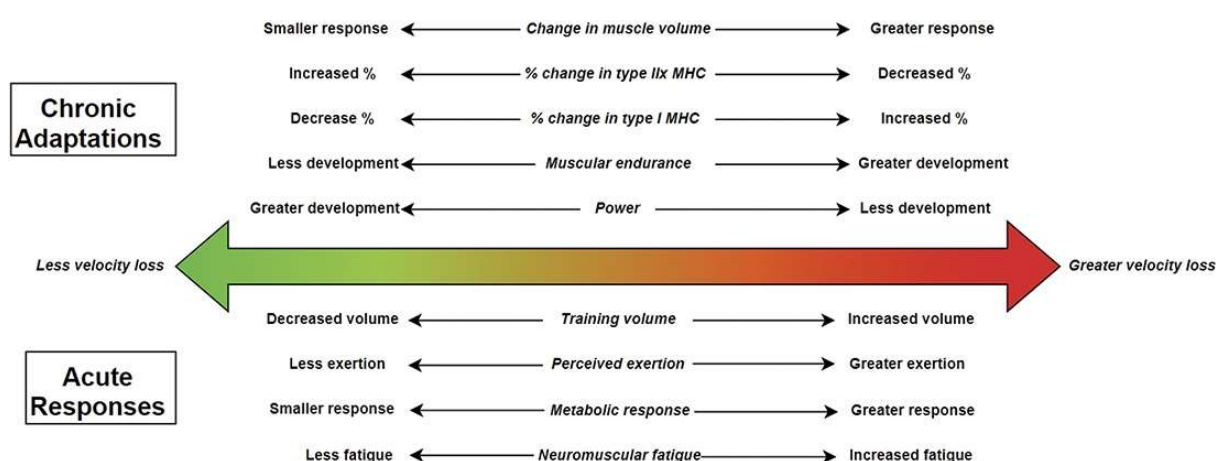 Smaller response Change in muscle volume Greater response
Increased % % change in type IIx MHC Decreased %
Chronic
Adaptations
Decrease % % change in type I MHC Increased %
Less development Muscular endurance Greater development
Greater development Power Less development
Less velocity loss Greater velocity loss
Decreased volume Training volume Increased volume
Less exertion Perceived exertion Greater exertion
Acute
Responses
Smaller response Metabolic response Greater response
Less fatigue Neuromuscular fatigue Increased fatigue